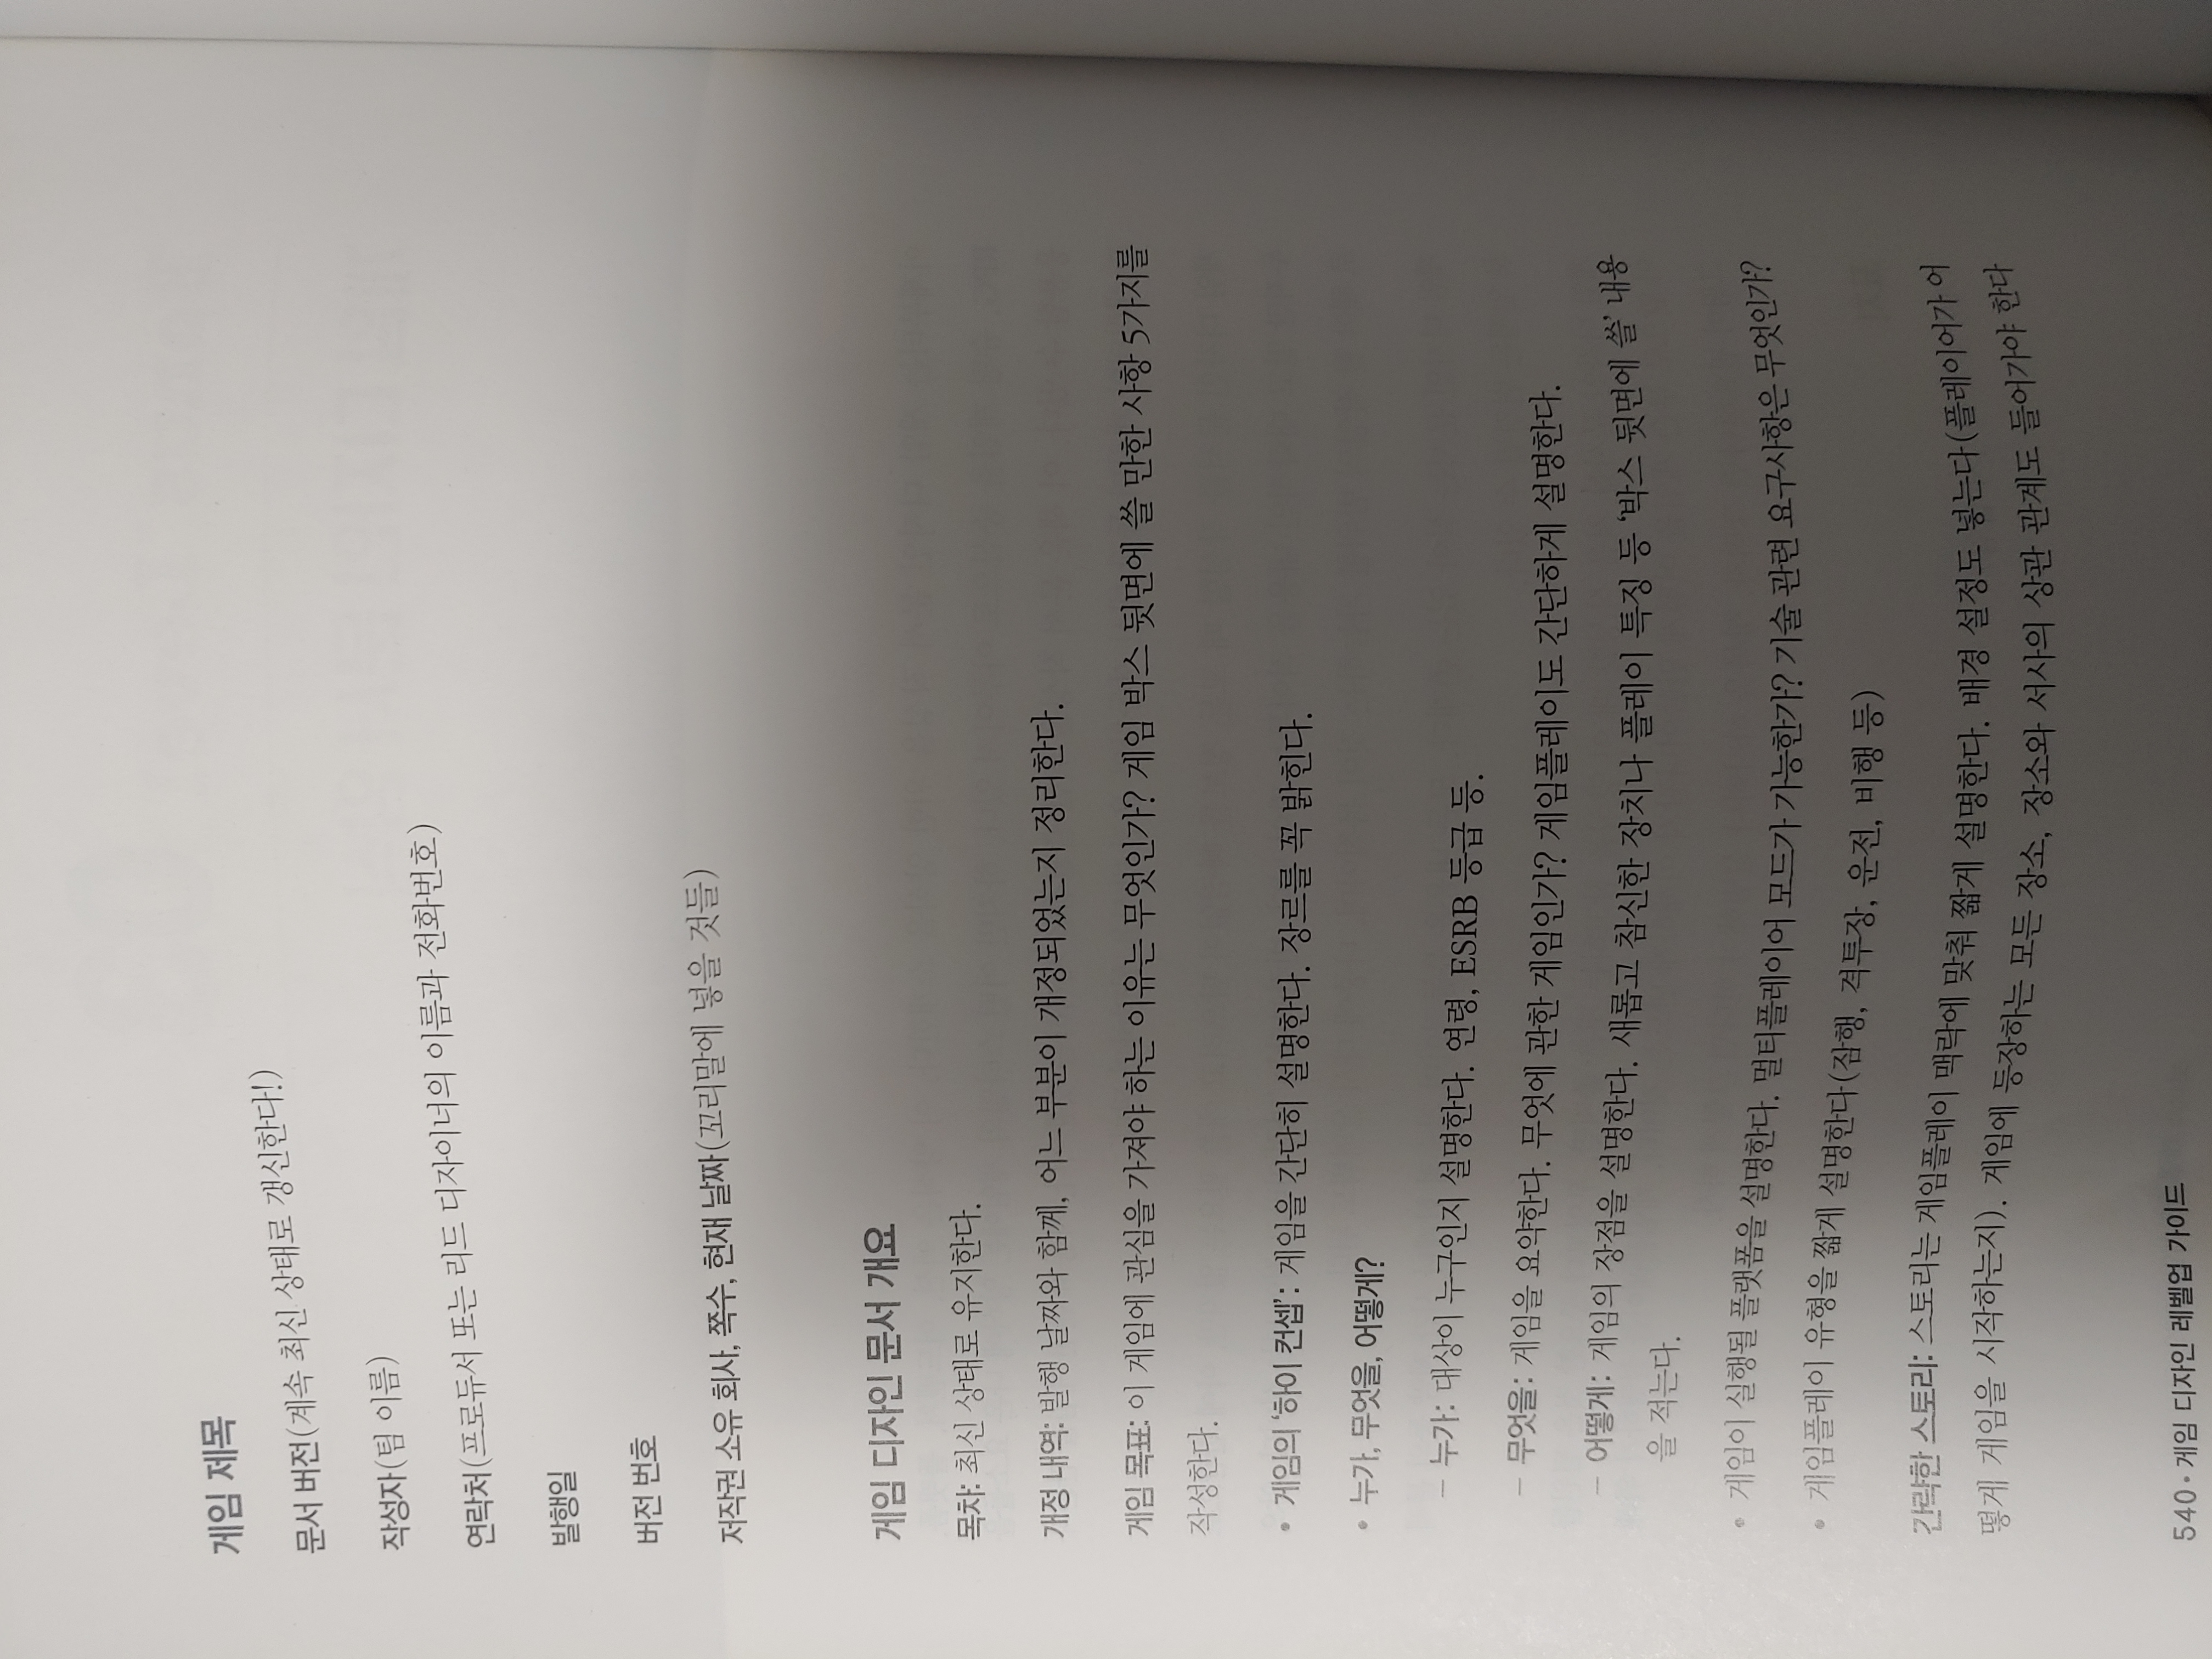 게임 제목
문서 버전(계속 최신 상태로 갱신한다!)
작성자(팀 이름)
연락처(프로듀서 또는 리드 디자이너의 이름과 전화번호)
발행일
버전 번호
저작권 소유 회사, 쪽수, 현재 날짜(꼬리말에 넣을 것들)
게임 디자인 문서 개요
목차: 최신 상태로 유지한다.
개정 내역: 발행 날짜와 함께, 어느 부분이 개정되었는지 정리한다.
게임 목표: 이 게임에 관심을 가져야 하는 이유는 무엇인가? 게임 박스 뒷면에 쓸 만한 사항 5가지를
작성한다.
• 게임의 ‘하이 컨셉’: 게임을 간단히 설명한다. 장르를 꼭 밝힌다.
• 누가, 무엇을, 어떻게?
– 누가: 대상이 누구인지 설명한다. 연령, ESRB 등급 등.
– 무엇을: 게임을 요약한다. 무엇에 관한 게임인가? 게임플레이도 간단하게 설명한다.
– 어떻게: 게임의 장점을 설명한다. 새롭고 참신한 장치나 플레이 특징 등 ‘박스 뒷면에 쓸’ 내용
을 적는다.
• 게임이 실행될 플랫폼을 설명한다. 멀티플레이어 모드가 가능한가? 기술 관련 요구사항은 무엇인가?
• 게임플레이 유형을 짧게 설명한다(잠행, 격투장, 운전, 비행 등)
간략한 스토리: 스토리는 게임플레이 맥락에 맞춰 짧게 설명한다. 배경 설정도 넣는다(플레이어가 어
떻게 게임을 시작하는지). 게임에 등장하는 모든 장소, 장소와 서사의 상관 관계도 들어가야 한다
540 • 게임 디자인 레벨업 가이드